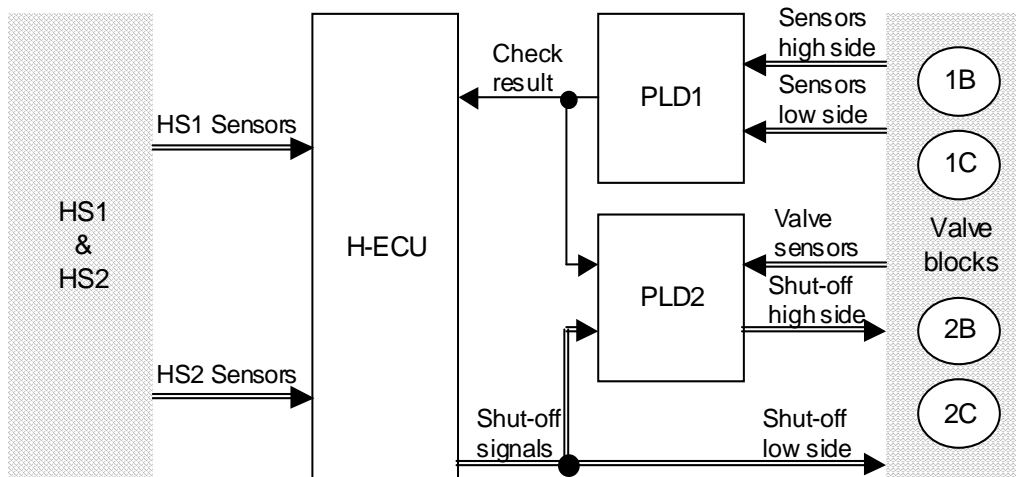 HS1
&
HS2
HS1 Sensors
HS2 Sensors
H-ECU
Check
result
Shut-off
signals
PLD1
PLD2
Sensors
high side
Sensors
low side
Valve
sensors
Shut-off
high side
Shut-off
low side
1B
1C
Valve
blocks
2B
2C